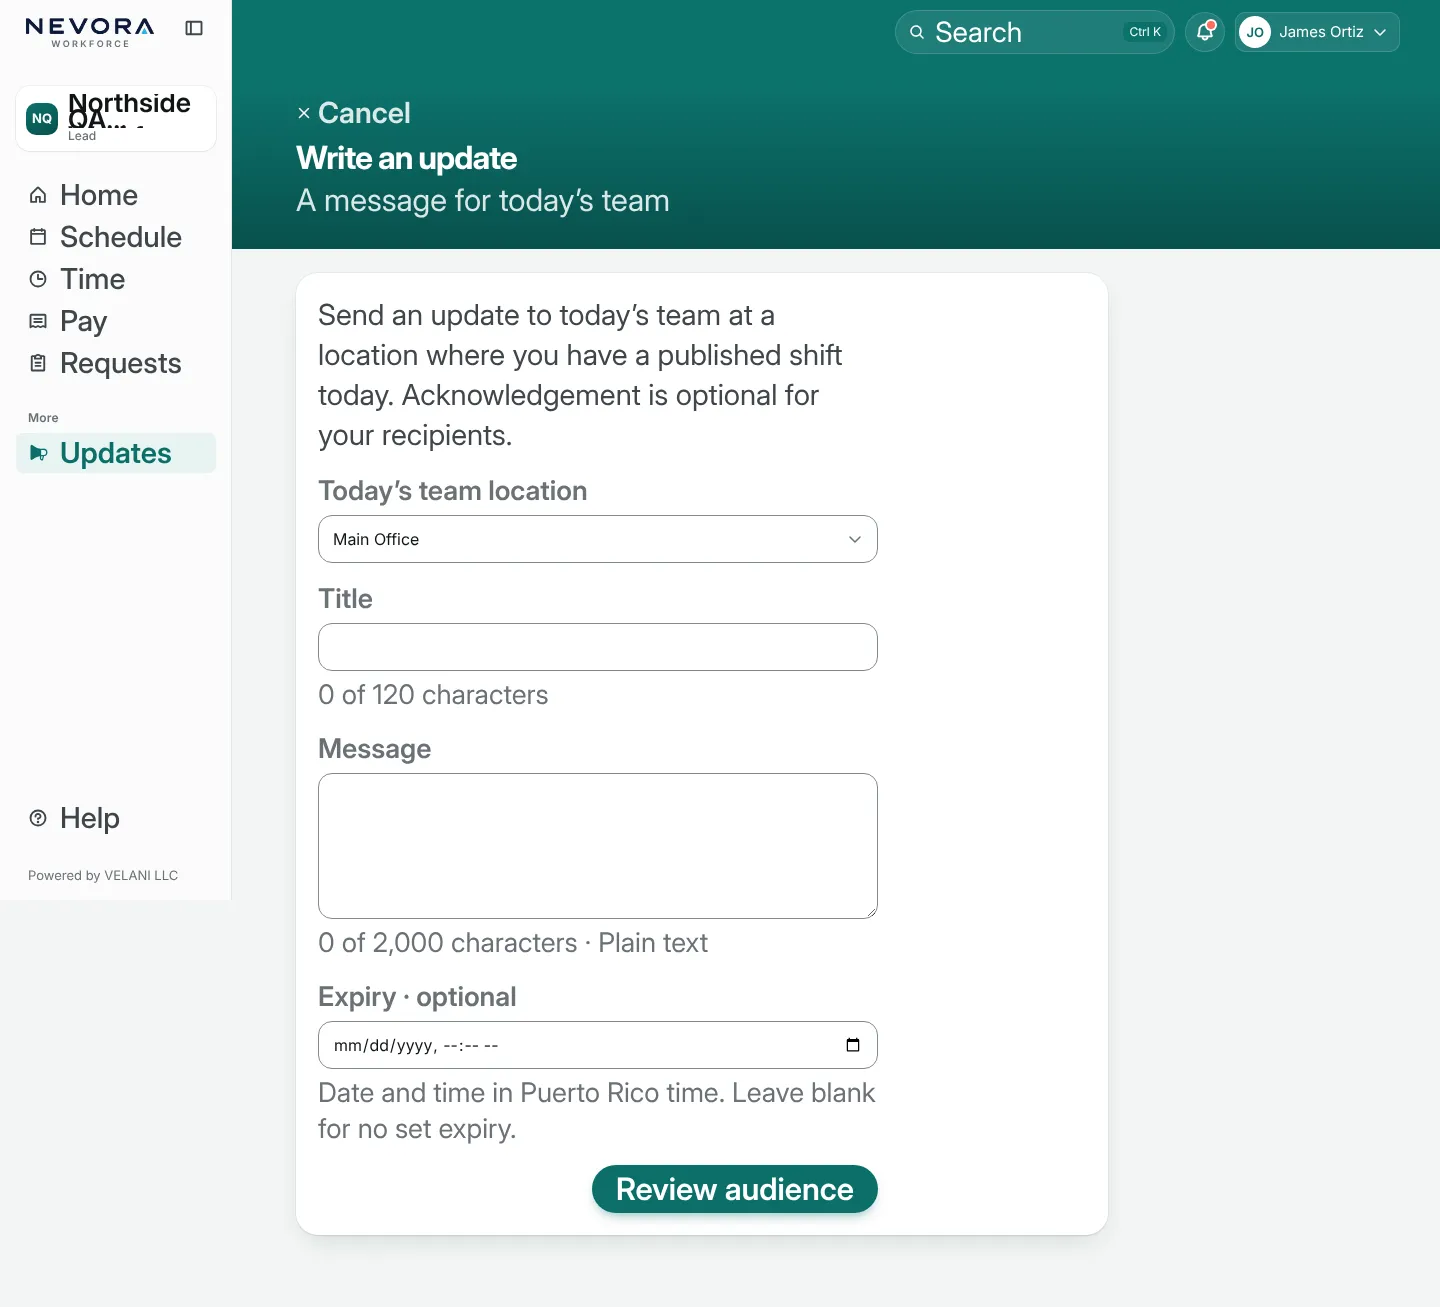 NEVORA
WORKFORCE
Search
Ctrl K
JO
James Ortiz
NQ
Northside
QA
Lead
Cancel
Write an update
A message for today’s team
Home
Schedule
Time
Pay
Requests
More
Updates
Help
Powered by VELANI LLC
Send an update to today’s team at a
location where you have a published shift
today. Acknowledgement is optional for
your recipients.
Today’s team location
Main Office
Title
0 of 120 characters
Message
0 of 2,000 characters · Plain text
Expiry · optional
mm/dd/yyyy, --:-- --
Date and time in Puerto Rico time. Leave blank
for no set expiry.
Review audience